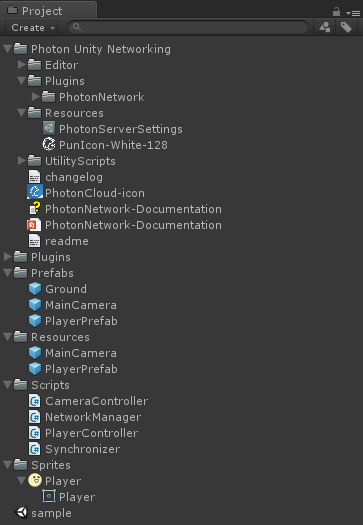 Project
Create
Photon Unity Networking
Editor
Plugins
PhotonNetwork
Resources
PhotonServerSettings
PunIcon-White-128
UtilityScripts
changelog
PhotonCloud-icon
PhotonNetwork-Documentation
PhotonNetwork-Documentation
readme
Plugins
Prefabs
Ground
MainCamera
PlayerPrefab
Resources
MainCamera
PlayerPrefab
Scripts
CameraController
NetworkManager
PlayerController
Synchronizer
Sprites
Player
Player
sample